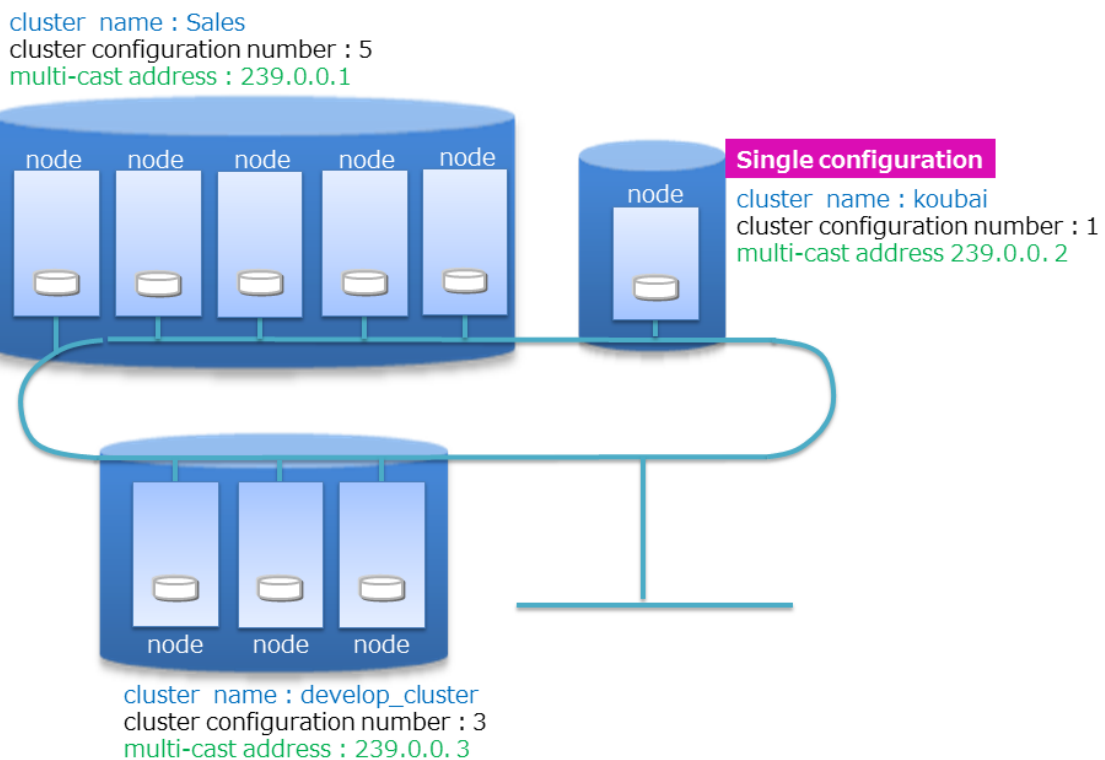 cluster name : Sales
cluster configuration number : 5
multi-cast address : 239.0.0.1
node node node node node
Single configuration
node
cluster name : koubai
cluster configuration number : 1
multi-cast address 239.0.0. 2
node node node
cluster name : develop_cluster
cluster configuration number : 3
multi-cast address : 239.0.0. 3